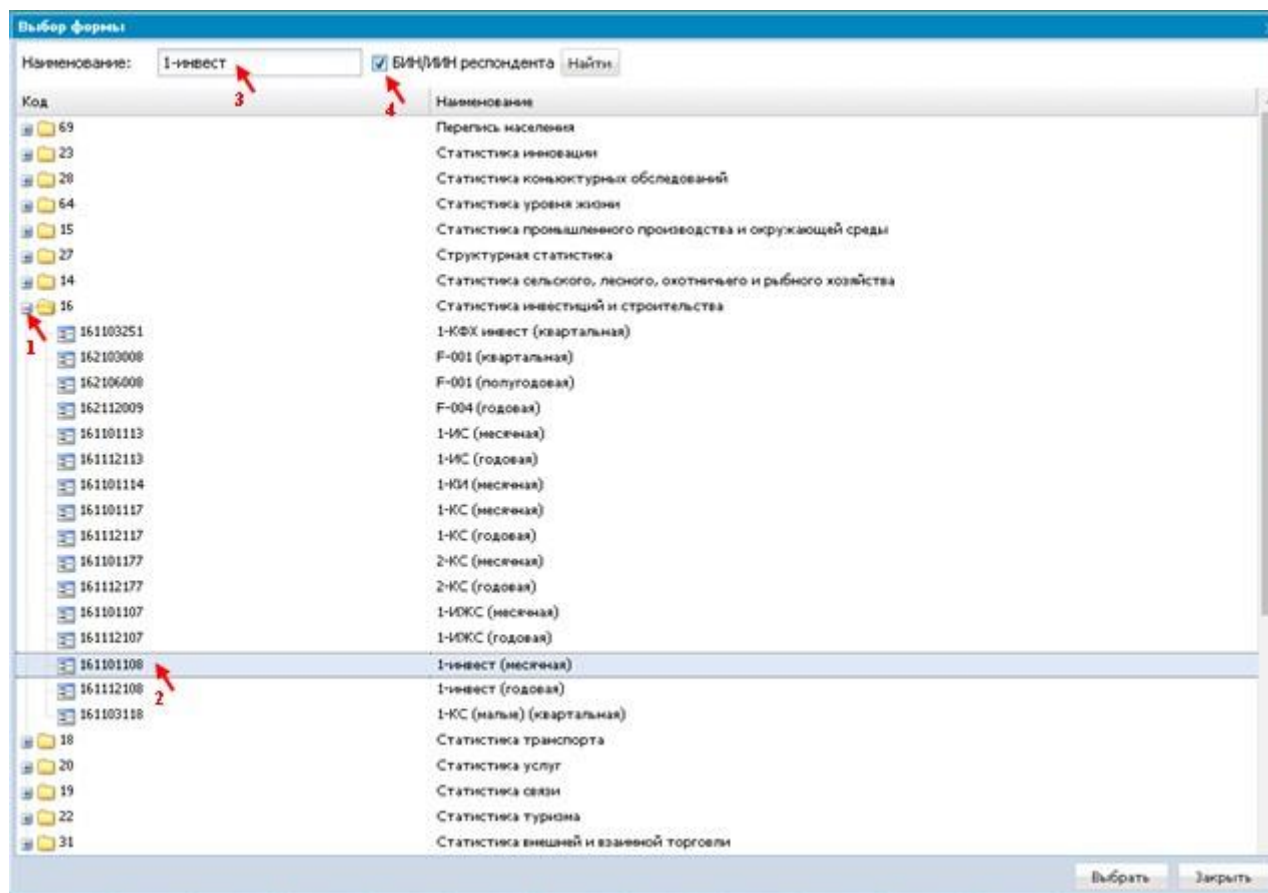 Выбор формы
Наименование: 1-инвест БИН/ИИН респондента Найти
3 4
Код Наименование
69 Перепись населения
23 Статистика инновации
28 Статистика коньюктурных обследований
64 Статистика уровня жизни
15 Статистика промышленного производства и окружающей среды
27 Структурная статистика
14 Статистика сельского, лесного, охотничьего и рыбного хозяйства
16 Статистика инвестиций и строительства
1
161103251 1-КФХ инвест (квартальная)
162103008 F-001 (квартальная)
162106008 F-001 (полугодовая)
162112009 F-004 (годовая)
161101113 1-ИС (месячная)
161112113 1-ИС (годовая)
161101114 1-КИ (месячная)
161101117 1-КС (месячная)
161112117 1-КС (годовая)
161101177 2-КС (месячная)
161112177 2-КС (годовая)
161101107 1-ИЖС (месячная)
161112107 1-ИЖС (годовая)
161101108 1-инвест (месячная)
2
161112108 1-инвест (годовая)
161103118 1-КС (малые) (квартальная)
18 Статистика транспорта
20 Статистика услуг
19 Статистика связи
22 Статистика туризма
31 Статистика внешней и взаимной торговли
Выбрать Закрыть